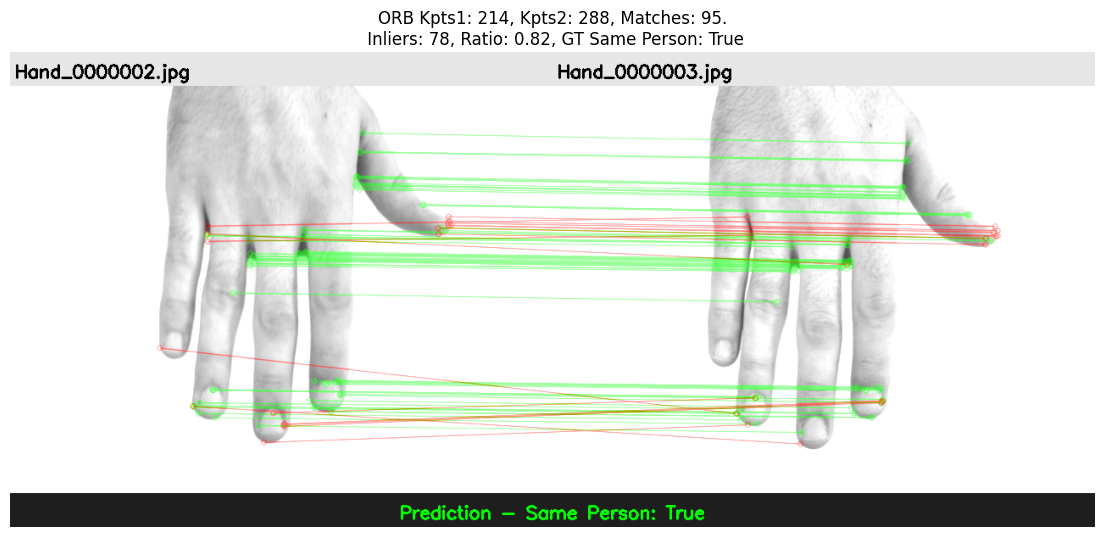 ORB Kpts1: 214, Kpts2: 288, Matches: 95.
Inliers: 78, Ratio: 0.82, GT Same Person: True
Hand_0000002.jpg
Hand_0000003.jpg
Prediction - Same Person: True